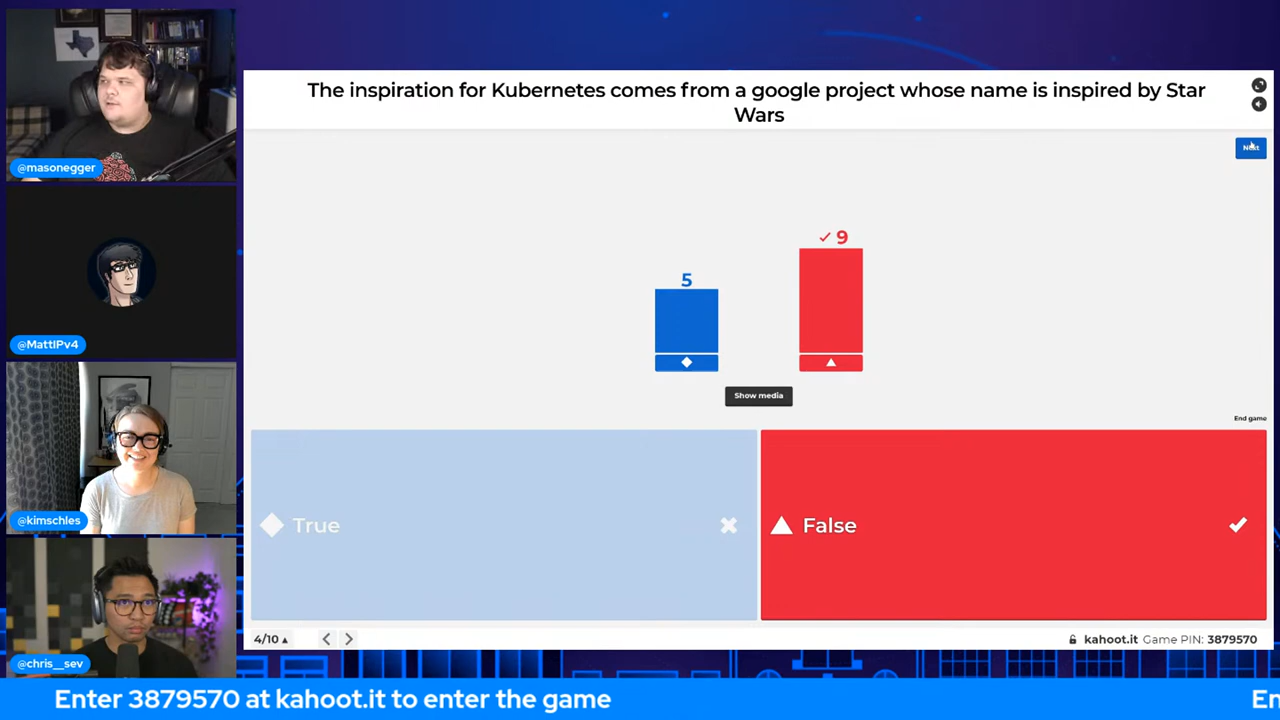 @masonegger
@MattIPv4
@kimschles
@chris__sev
The inspiration for Kubernetes comes from a google project whose name is inspired by Star
Wars
Next
5
9
Show media
End game
True
False
4/10
kahoot.it Game PIN: 3879570
Enter 3879570 at kahoot.it to enter the game
En